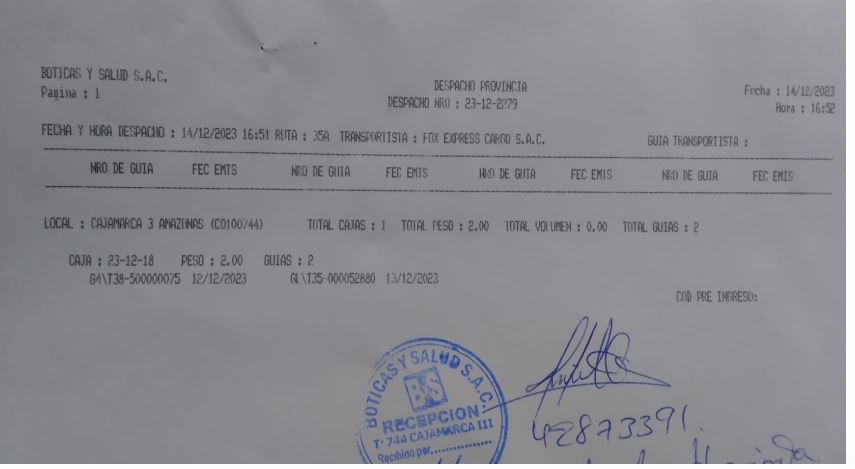 BOTICAS Y SALUD S.A.C.
Pagina : 1
DESPACHO PROVINCIA
DESPACHO NRO : 23-12-2279
Fecha : 14/12/2023
Hora : 16:52
FECHA Y HORA DESPACHO : 14/12/2023 16:51 RUTA : 35A TRANSPORTISTA : FOX EXPRESS CARGO S.A.C. GUIA TRANSPORTISTA :
NRO DE GUIA FEC EMIS NRO DE GUIA FEC EMIS NRO DE GUIA FEC EMIS NRO DE GUIA FEC EMIS
LOCAL : CAJAMARCA 3 AMAZONAS (C0100744) TOTAL CAJAS : 1 TOTAL PESO : 2.00 TOTAL VOLUMEN : 0.00 TOTAL GUIAS : 2
CAJA : 23-12-18 PESO : 2.00 GUIAS : 2
G4\T38-500000075 12/12/2023 GL\T35-000052880 13/12/2023
COD PRE INGRESO:
BOTICAS Y SALUD S.A.C.
BS
RECEPCION
T- 744 CAJAMARCA III
Recibido por
42873391.